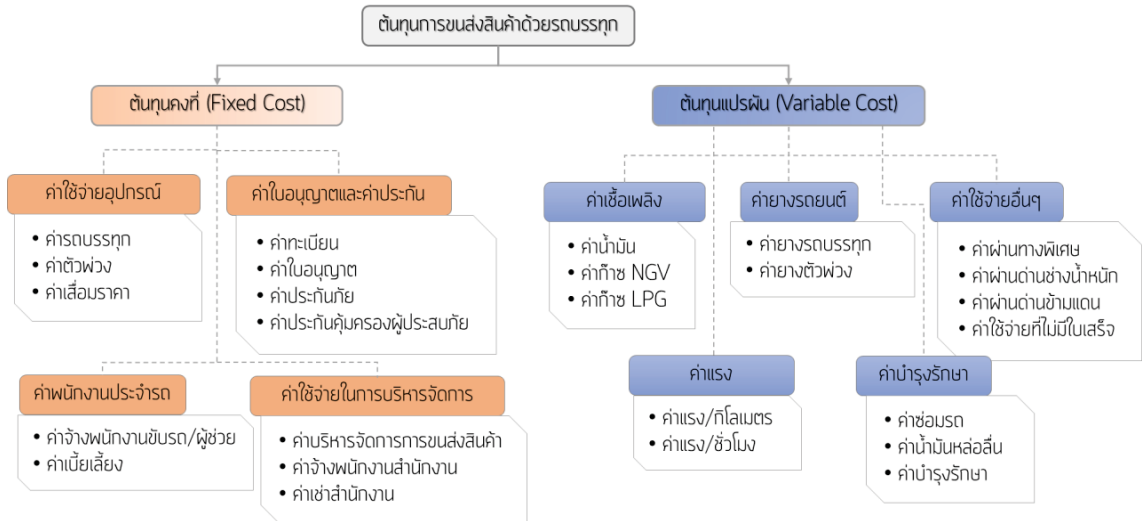 ต้นทุนการขนส่งสินค้าด้วยรถบรรทุก
ต้นทุนคงที่ (Fixed Cost)
ค่าใช้จ่ายอุปกรณ์
• ค่ารถบรรทุก
• ค่าตัวพ่วง
• ค่าเสื่อมราคา
ค่าใบอนุญาตและค่าประกัน
• ค่าทะเบียน
• ค่าใบอนุญาต
• ค่าประกันภัย
• ค่าประกันคุ้มครองผู้ประสบภัย
ค่าพนักงานประจำรถ
• ค่าจ้างพนักงานขับรถ/ผู้ช่วย
• ค่าเบี้ยเลี้ยง
ค่าใช้จ่ายในการบริหารจัดการ
• ค่าบริหารจัดการการขนส่งสินค้า
• ค่าจ้างพนักงานสำนักงาน
• ค่าเช่าสำนักงาน
ต้นทุนแปรผัน (Variable Cost)
ค่าเชื้อเพลิง
• ค่าน้ำมัน
• ค่าก๊าซ NGV
• ค่าก๊าซ LPG
ค่ายางรถยนต์
• ค่ายางรถบรรทุก
• ค่ายางตัวพ่วง
ค่าใช้จ่ายอื่นๆ
• ค่าผ่านทางพิเศษ
• ค่าผ่านด่านช่างน้ำหนัก
• ค่าผ่านด่านข้ามแดน
• ค่าใช้จ่ายที่ไม่มีใบเสร็จ
ค่าแรง
• ค่าแรง/กิโลเมตร
• ค่าแรง/ชั่วโมง
ค่าบำรุงรักษา
• ค่าซ่อมรถ
• ค่าน้ำมันหล่อลื่น
• ค่าบำรุงรักษา